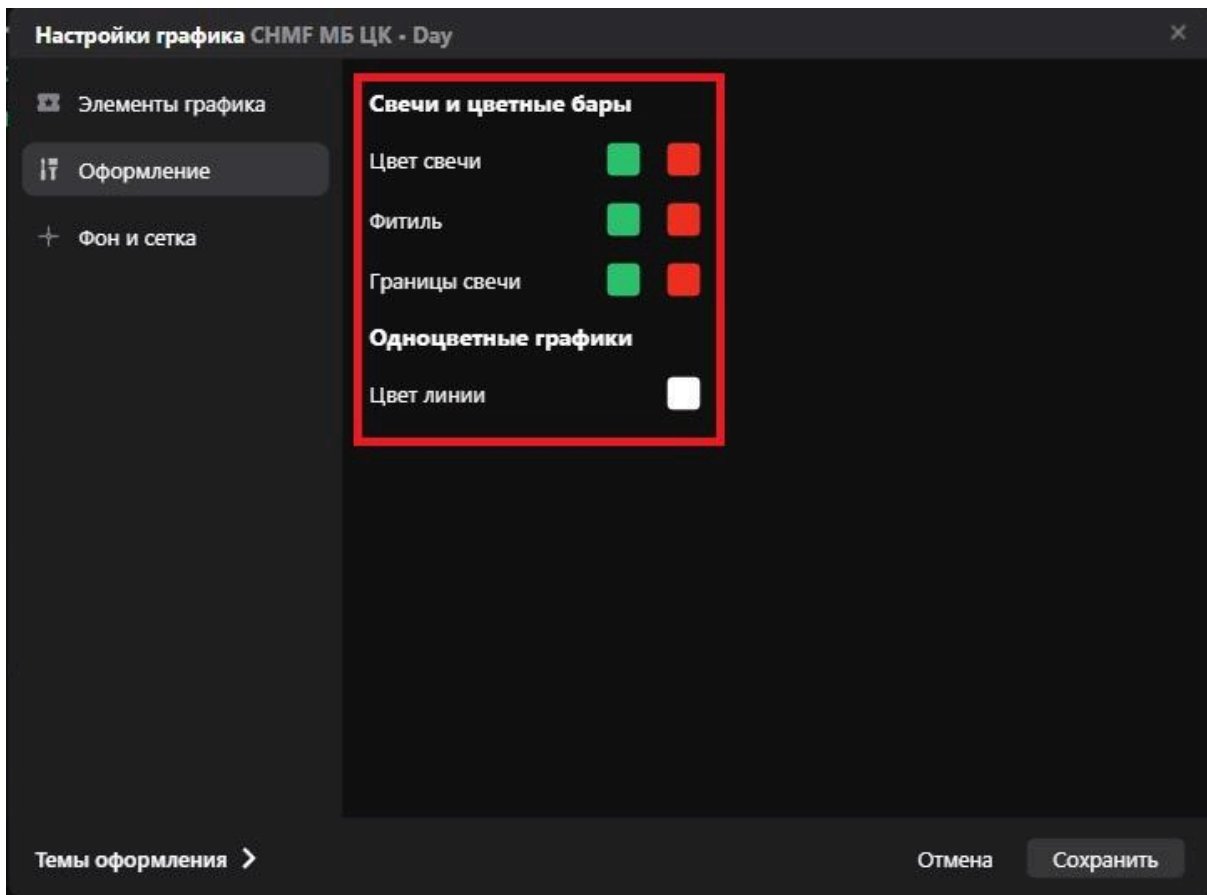 Настройки графика CHMF МБ ЦК • Day
Элементы графика
Оформление
Фон и сетка
Свечи и цветные бары
Цвет свечи
Фитиль
Границы свечи
Одноцветные графики
Цвет линии
Темы оформления
Отмена
Сохранить